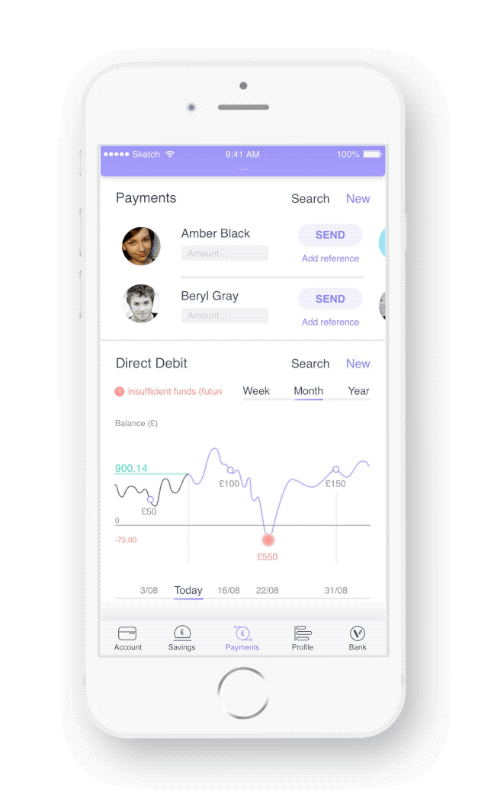 Sketch 9:41 AM 100%
Payments Search New
Amber Black SEND
Amount... Add reference
Beryl Gray SEND
Amount... Add reference
Direct Debit Search New
! insufficient funds (future Week Month Year
Balance (£)
900.14
£100 £150
£50
0
-75.00
£550
3/08 Today 16/08 22/08 31/08
Account Savings Payments Profile Bank